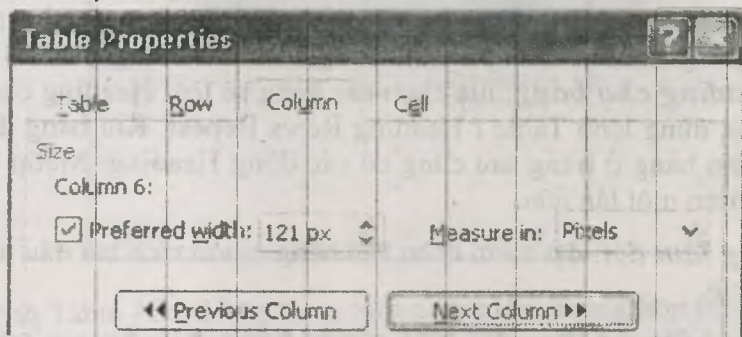 Table Properties
Table Row Column Cell
Size
Column 6:
Preferred width: 121 px Measure in: Pixels
Previous Column Next Column